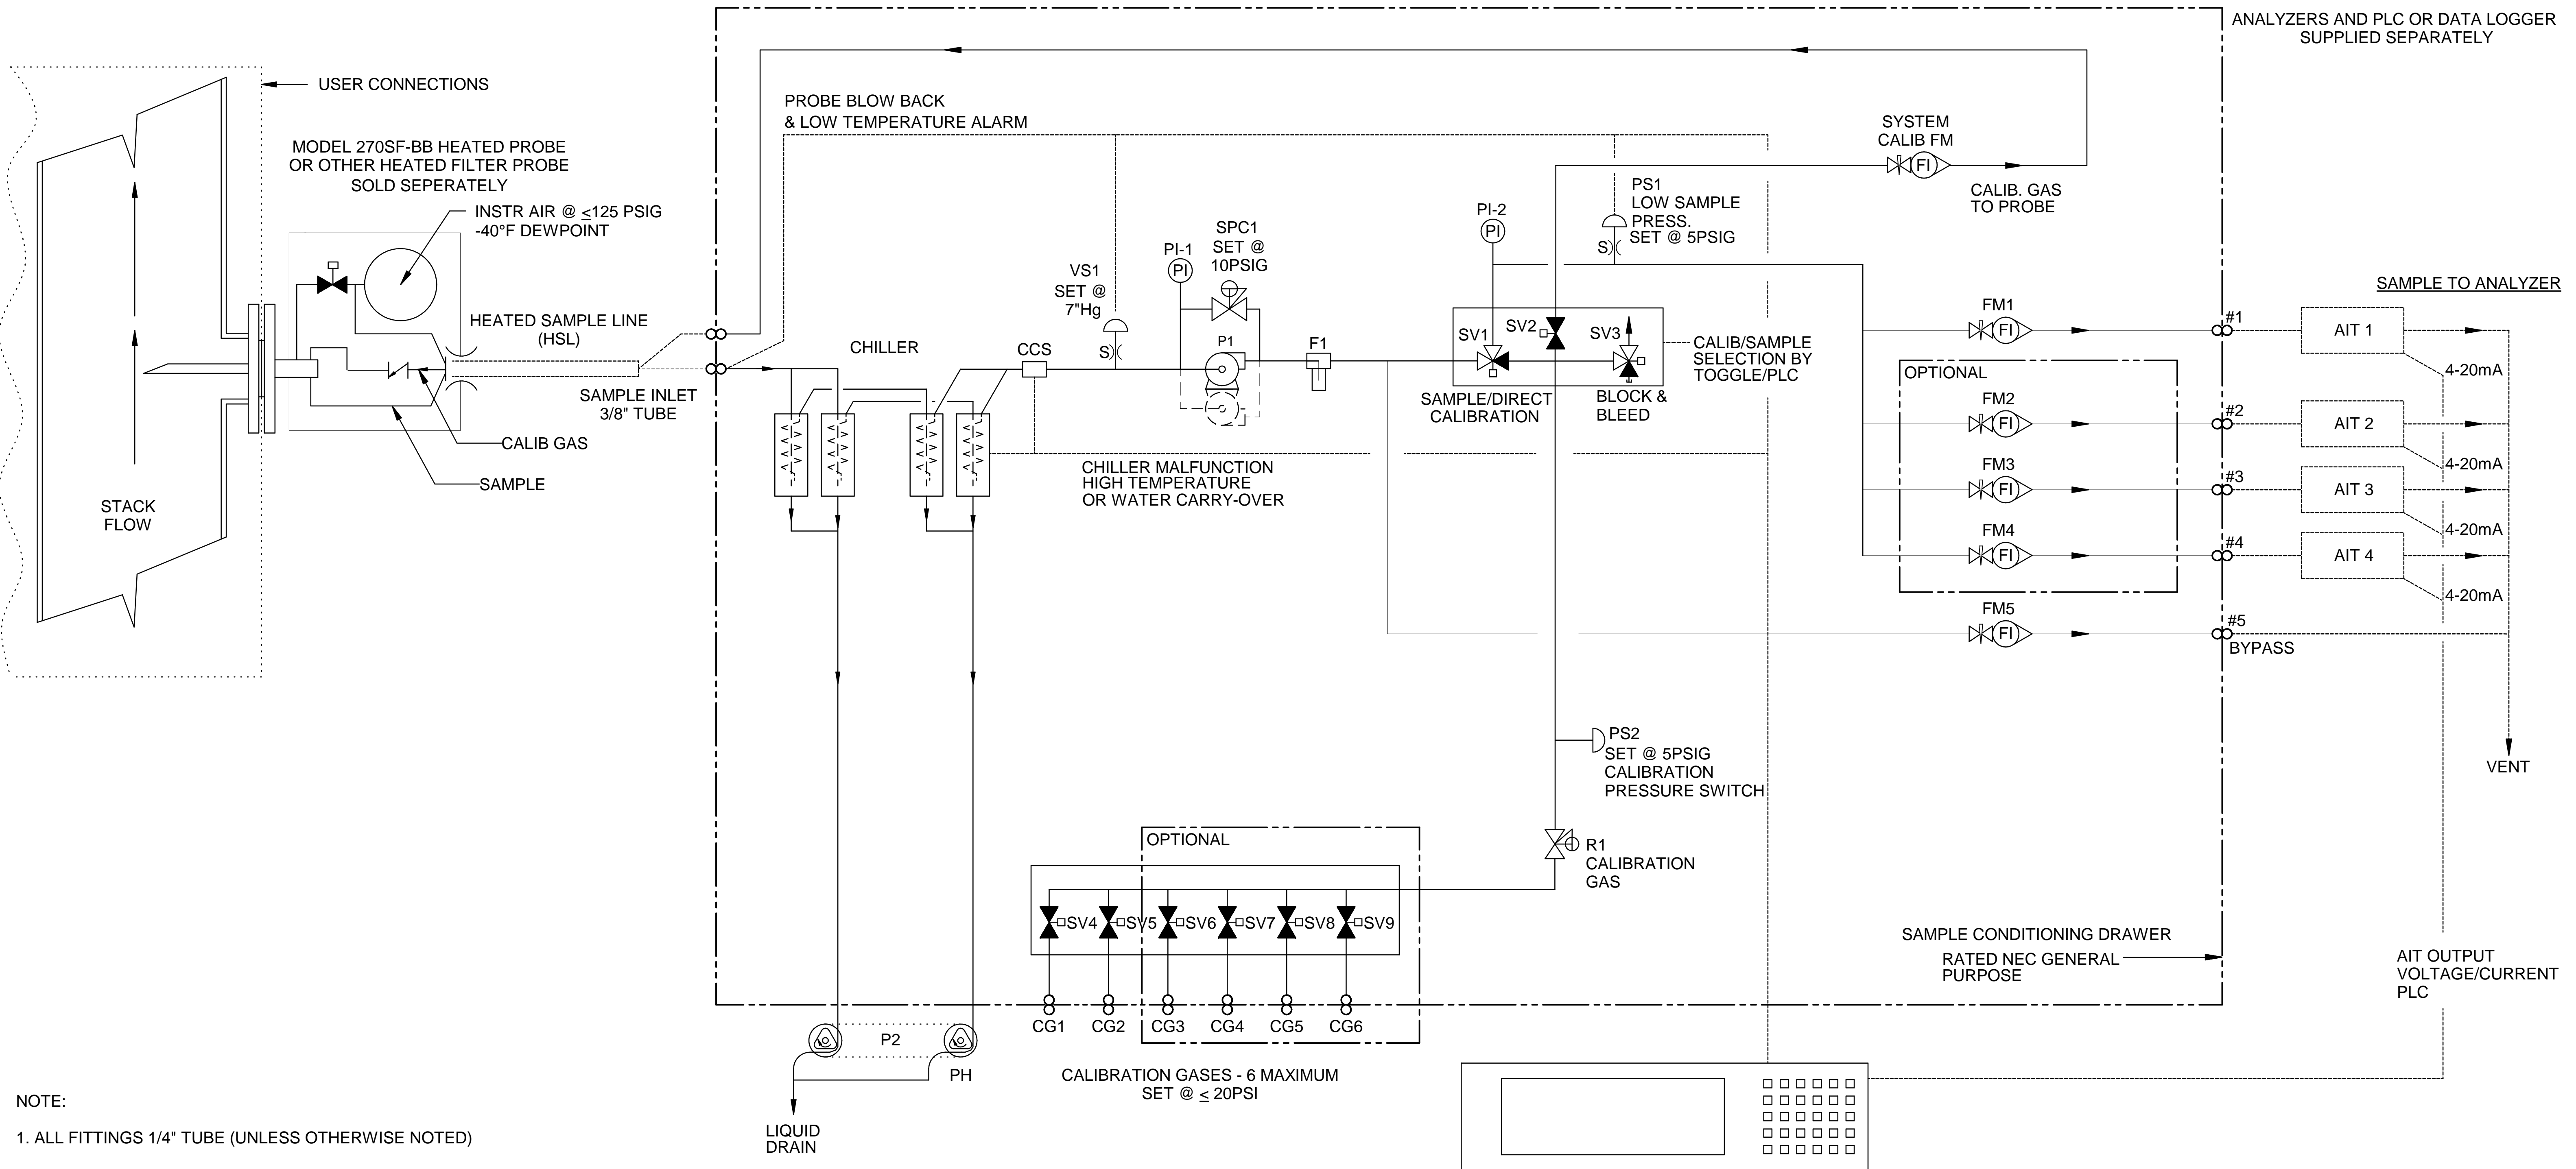 ANALYZERS AND PLC OR DATA LOGGER
SUPPLIED SEPARATELY
USER CONNECTIONS
MODEL 270SF-BB HEATED PROBE
OR OTHER HEATED FILTER PROBE
SOLD SEPERATELY
INSTR AIR @ ≤125 PSIG
-40°F DEWPOINT
HEATED SAMPLE LINE
(HSL)
SAMPLE INLET
3/8" TUBE
CALIB GAS
SAMPLE
STACK
FLOW
PROBE BLOW BACK
& LOW TEMPERATURE ALARM
CHILLER
CCS
VS1
SET @
7"Hg
S
PI-1
PI
SPC1
SET @
10PSIG
P1
F1
CHILLER MALFUNCTION
HIGH TEMPERATURE
OR WATER CARRY-OVER
PI-2
PI
SV1
SV2
SV3
SAMPLE/DIRECT
CALIBRATION
BLOCK &
BLEED
CALIB/SAMPLE
SELECTION BY
TOGGLE/PLC
PS1
LOW SAMPLE
PRESS.
SET @ 5PSIG
S
SYSTEM
CALIB FM
FI
CALIB. GAS
TO PROBE
SAMPLE TO ANALYZER
FM1
FI
#1
AIT 1
4-20mA
OPTIONAL
FM2
FI
#2
AIT 2
4-20mA
FM3
FI
#3
AIT 3
4-20mA
FM4
FI
#4
AIT 4
4-20mA
FM5
FI
#5
BYPASS
VENT
PS2
SET @ 5PSIG
CALIBRATION
PRESSURE SWITCH
R1
CALIBRATION
GAS
OPTIONAL
SV4
SV5
SV6
SV7
SV8
SV9
CG1
CG2
CG3
CG4
CG5
CG6
CALIBRATION GASES - 6 MAXIMUM
SET @ ≤ 20PSI
SAMPLE CONDITIONING DRAWER
RATED NEC GENERAL
PURPOSE
AIT OUTPUT
VOLTAGE/CURRENT
PLC
P2
PH
LIQUID
DRAIN
NOTE:
1. ALL FITTINGS 1/4" TUBE (UNLESS OTHERWISE NOTED)